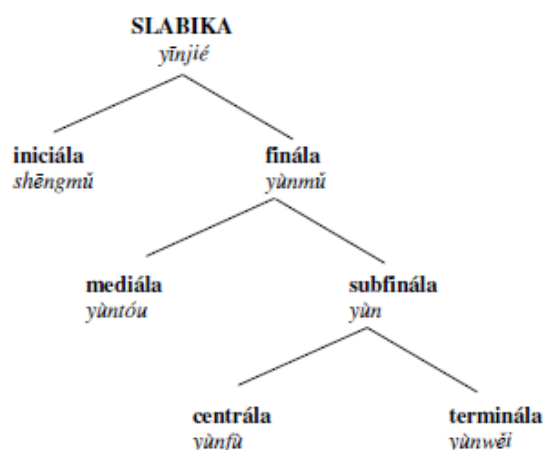 SLABIKA
yīnjié
iniciála
shēngmǔ
finála
yùnmǔ
mediála
yùntóu
subfinála
yùn
centrála
yùnfù
terminála
yùnwěi